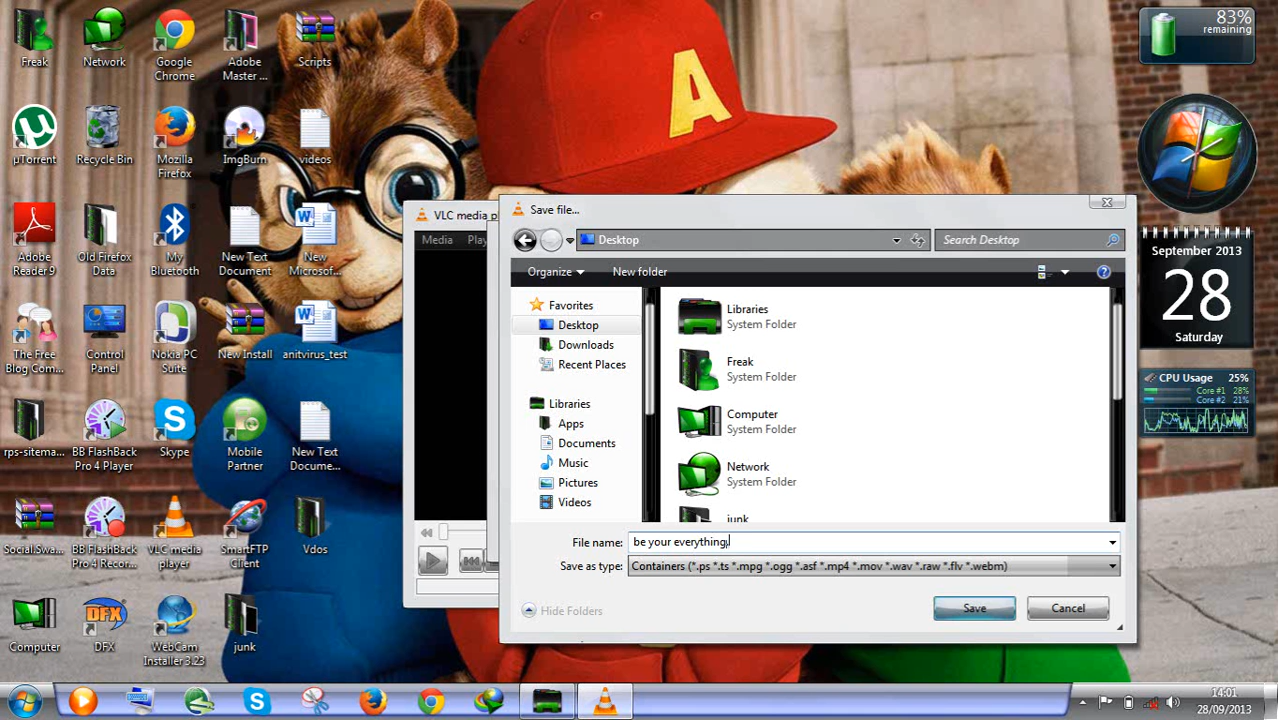 Freak
Network
Google
Chrome
Adobe
Master ...
Scripts
µTorrent
Recycle Bin
Mozilla
Firefox
ImgBurn
videos
Adobe
Reader 9
Old Firefox
Data
My
Bluetooth
New Text
Document
New
Microsof...
The Free
Blog Com...
Control
Panel
Nokia PC
Suite
New Install
anitvirus_test
rps-sitema...
BB FlashBack
Pro 4 Player
Skype
Mobile
Partner
New Text
Docume...
Social.Swa...
BB FlashBack
Pro 4 Recor...
VLC media
player
SmartFTP
Client
Vdos
Computer
DFX
DFX
WebCam
Installer 3.23
junk
A
VLC media p
Media Play
Save file...
Desktop
Search Desktop
Organize
New folder
Favorites
Desktop
Downloads
Recent Places
Libraries
Apps
Documents
Music
Pictures
Videos
Libraries
System Folder
Freak
System Folder
Computer
System Folder
Network
System Folder
junk
File name: be your everything,
Save as type: Containers (*.ps *.ts *.mpg *.ogg *.asf *.mp4 *.mov *.wav *.raw *.flv *.webm)
Hide Folders
Save
Cancel
83%
remaining
September 2013
28
Saturday
CPU Usage 25%
Core #1 28%
Core #2 21%
14:01
28/09/2013